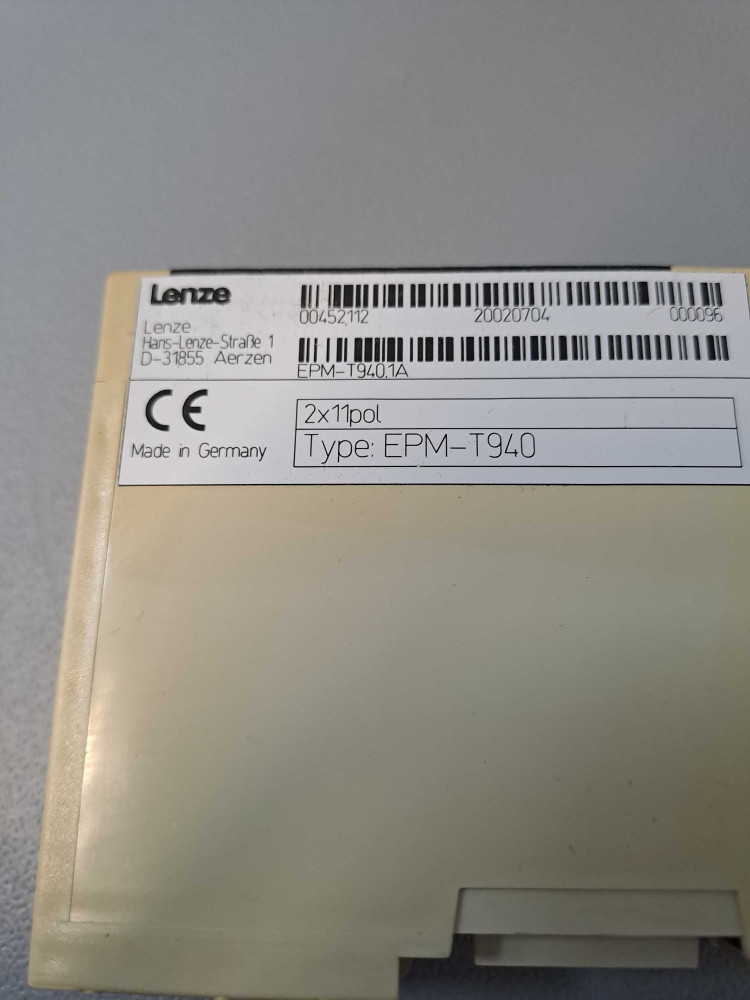 Lenze
00452112 20020704 000096
Lenze
Hans-Lenze-Straße 1
D-31855 Aerzen
EPM-T940.1A
CE
Made in Germany
2x11pol
Type: EPM-T940